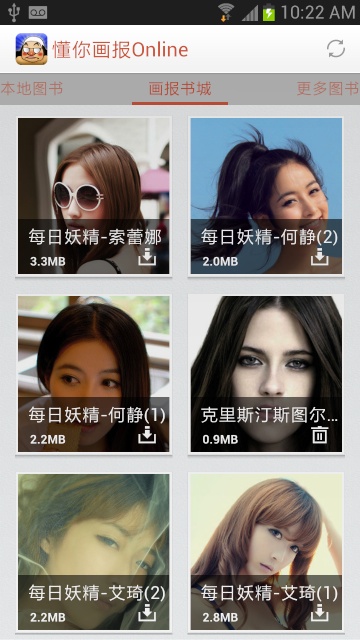 10:22 AM
懂你画报Online
本地图书
画报书城
更多图书
每日妖精-索蕾娜
3.3MB
每日妖精-何静(2)
2.0MB
每日妖精-何静(1)
2.2MB
克里斯汀斯图尔...
0.9MB
每日妖精-艾琦(2)
2.2MB
每日妖精-艾琦(1)
2.8MB